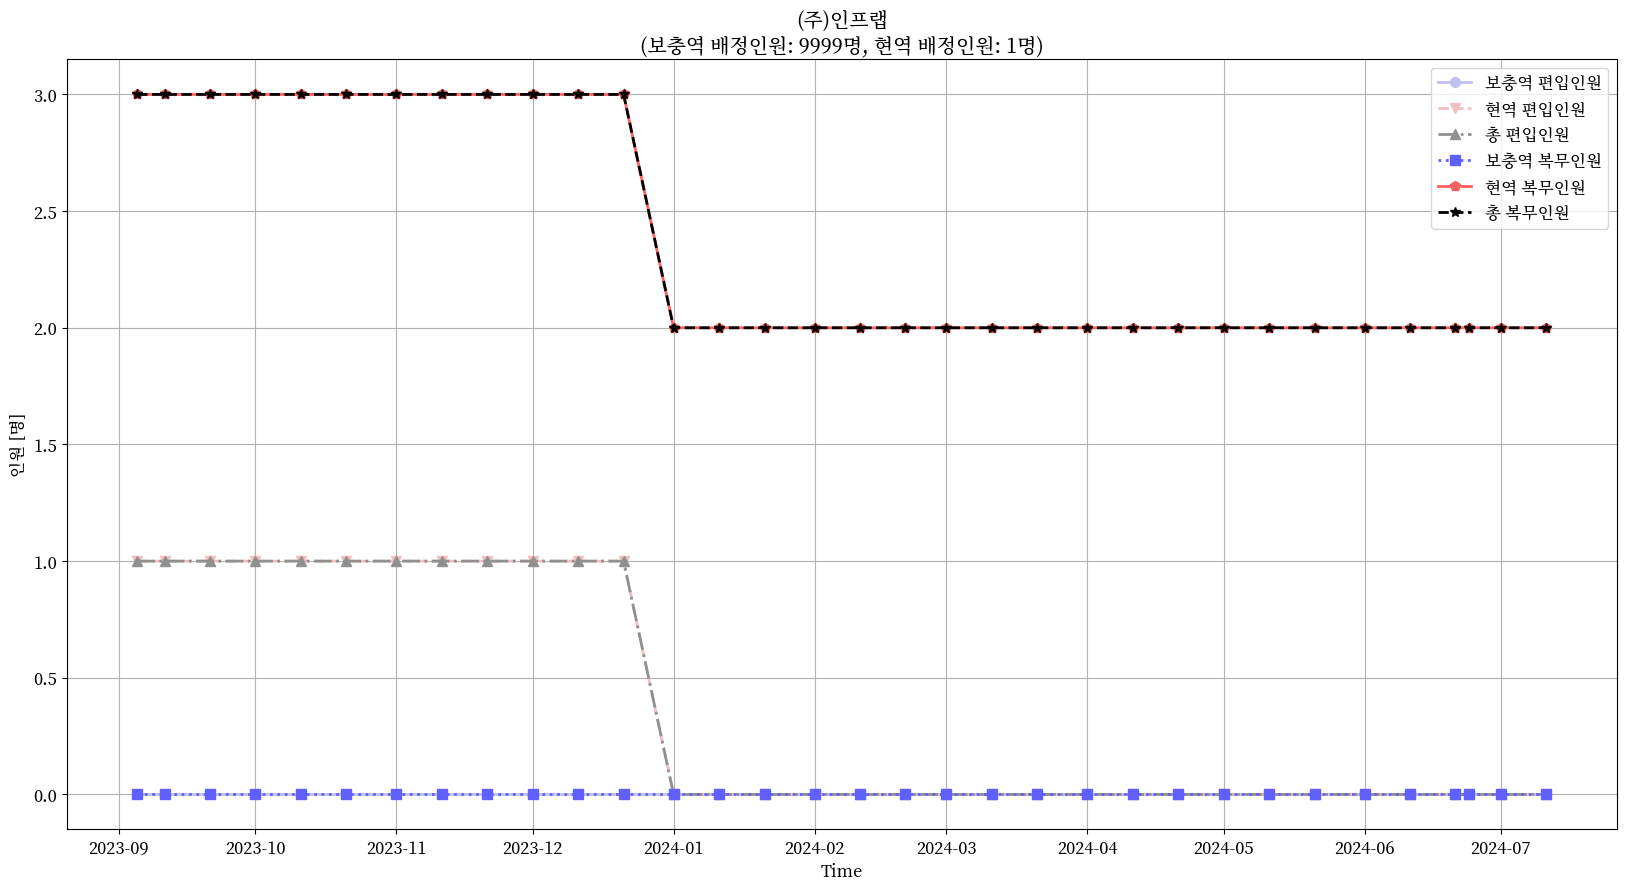 (주)인프랩
(보충역 배정인원: 9999명, 현역 배정인원: 1명)
보충역 편입인원
현역 편입인원
총 편입인원
보충역 복무인원
현역 복무인원
총 복무인원
인원 [명]
3.0
2.5
2.0
1.5
1.0
0.5
0.0
2023-09 2023-10 2023-11 2023-12 2024-01 2024-02 2024-03 2024-04 2024-05 2024-06 2024-07
Time